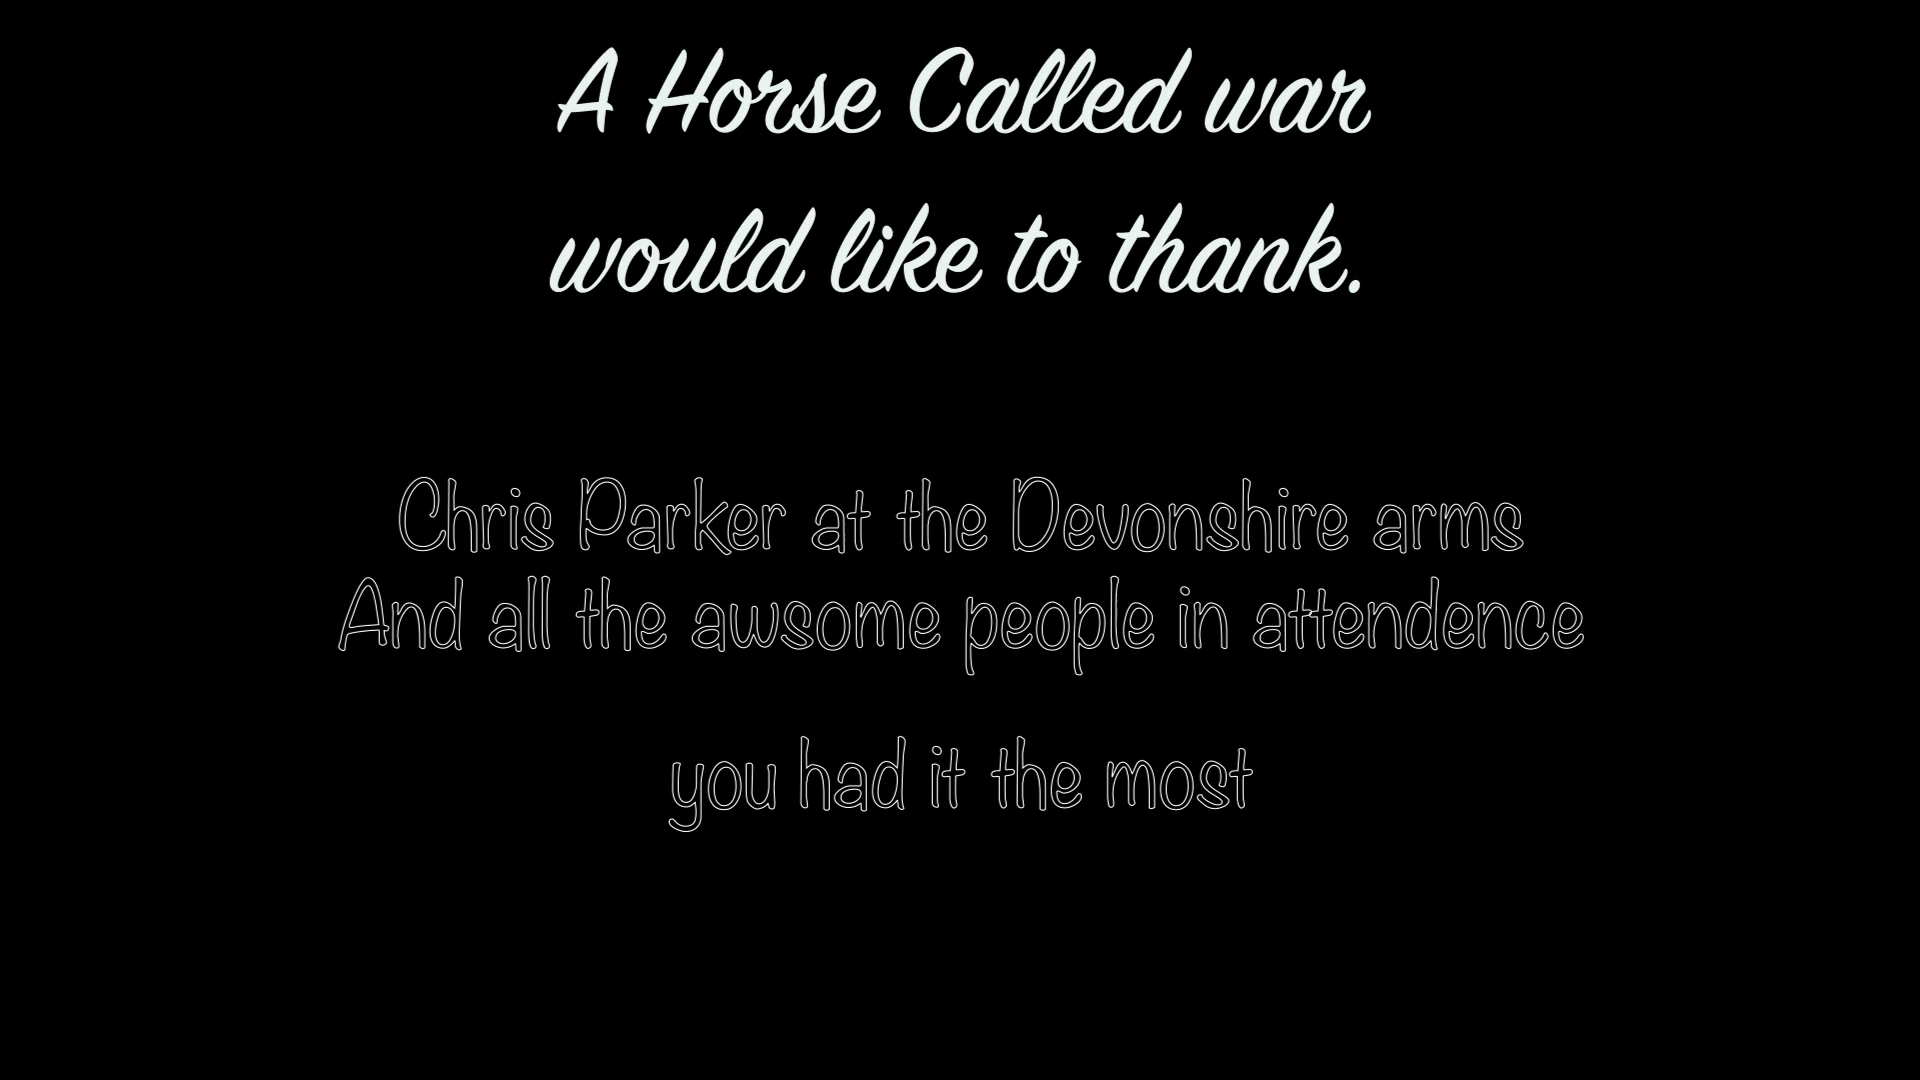 A Horse Called war
would like to thank.
Chris Parker at the Devonshire arms
And all the awsome people in attendence
you had it the most